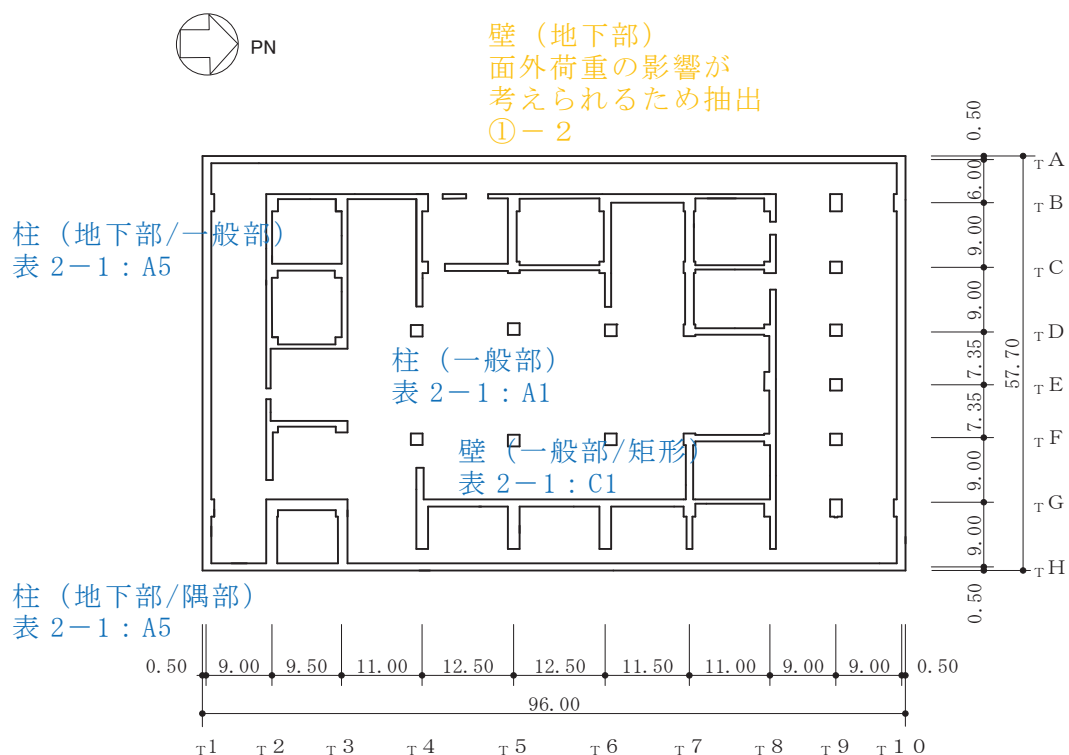 PN
壁（地下部）
面外荷重の影響が
考えられるため抽出
①－２
柱（地下部/一般部）
表 2－1：A5
柱（一般部）
表 2－1：A1
壁（一般部/矩形）
表 2－1：C1
柱（地下部/隅部）
表 2－1：A5
0.50
6.00
9.00
9.00
7.35
7.35
9.00
9.00
0.50
57.70
TA
TB
TC
TD
TE
TF
TG
TH
0.50 9.00 9.50 11.00 12.50 12.50 11.50 11.00 9.00 9.00 0.50
96.00
T1 T2 T3 T4 T5 T6 T7 T8 T9 T10